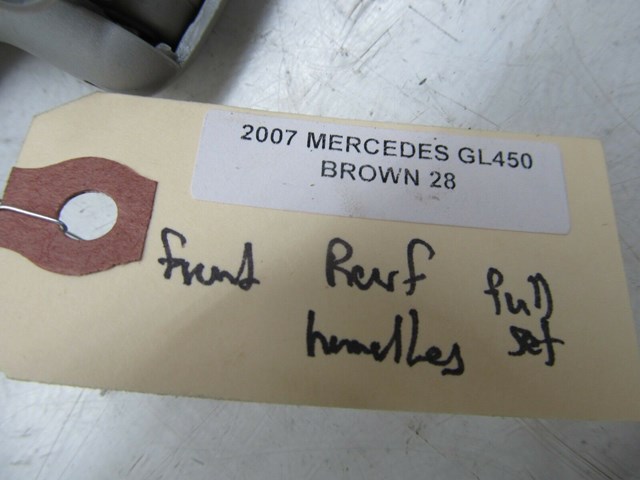 2007 MERCEDES GL450
BROWN 28
front Roof full
handles set